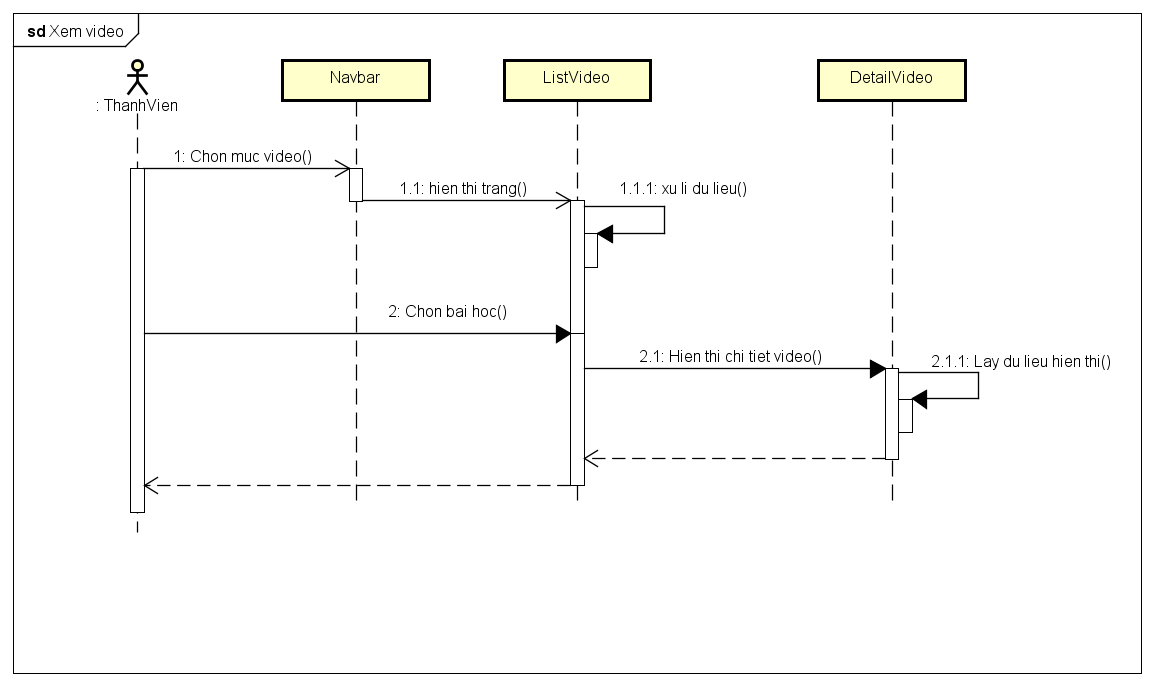 sd Xem video
: ThanhVien
Navbar
ListVideo
DetailVideo
1: Chon muc video()
1.1: hien thi trang()
1.1.1: xu li du lieu()
2: Chon bai hoc()
2.1: Hien thi chi tiet video()
2.1.1: Lay du lieu hien thi()